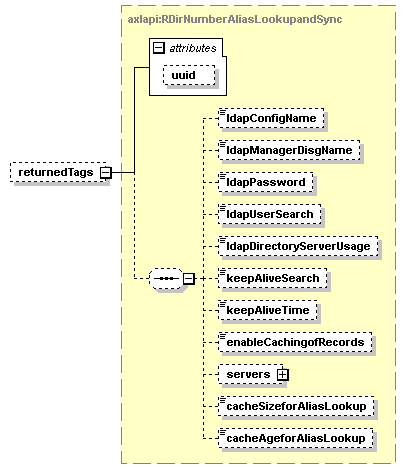 axlapi:RDirNumberAliasLookupandSync
attributes
uuid
returnedTags
ldapConfigName
ldapManagerDisgName
ldapPassword
ldapUserSearch
ldapDirectoryServerUsage
keepAliveSearch
keepAliveTime
enableCachingofRecords
servers
cacheSizeforAliasLookup
cacheAgeforAliasLookup